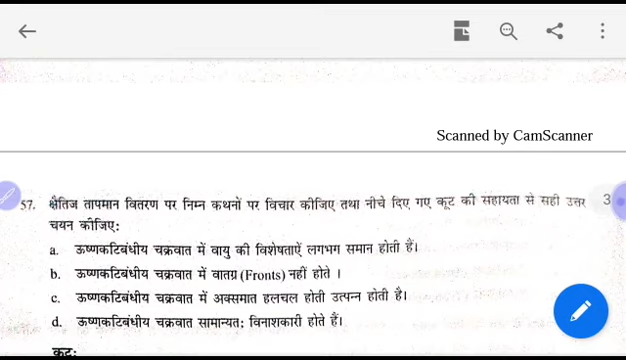 Scanned by CamScanner
57. क्षैतिज तापमान वितरण पर निम्न कथनों पर विचार कीजिए तथा नीचे दिए गए कूट की सहायता से सही उत्तर 3
चयन कीजिए:
a. ऊष्णकटिबंधीय चक्रवात में वायु की विशेषताऐं लगभग समान होती हैं।
b. ऊष्णकटिबंधीय चक्रवात में वाताग्र (Fronts) नहीं होते ।
c. ऊष्णकटिबंधीय चक्रवात में अक्समात हलचल होती उत्पन्न होती है।
d. ऊष्णकटिबंधीय चक्रवात सामान्यत: विनाशकारी होते हैं।
कूट: